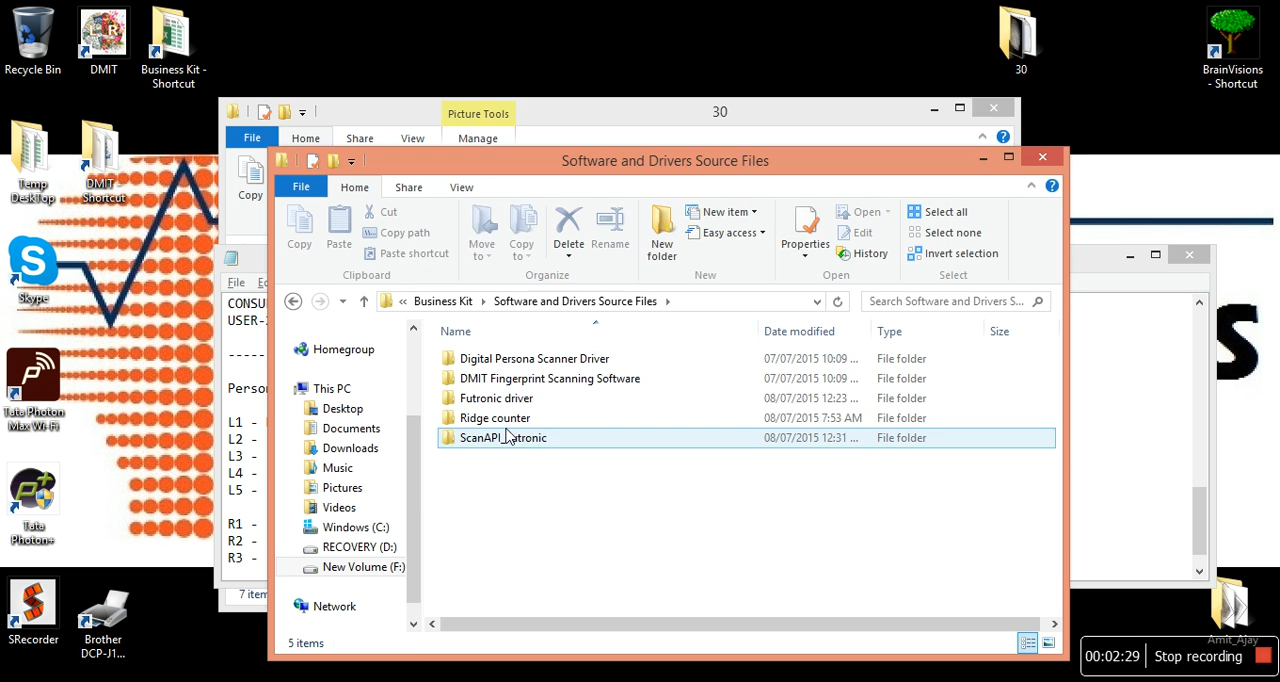 Recycle Bin
DMIT
Business Kit -
Shortcut
30
BrainVisions
- Shortcut
Temp
DeskTop
DMIT -
Shortcut
Skype
Tata Photon
Max Wi-Fi
Tata
Photon+
SRecorder
Brother
DCP-J1...
Picture Tools
30
File
Home
Share
View
Manage
Copy
File
CONSU
USER-
-----
Person
L1 -
L2 -
L3 -
L4 -
L5 -
R1 -
R2 -
R3 -
Software and Drivers Source Files
File
Home
Share
View
Copy
Paste
Cut
Copy path
Paste shortcut
Clipboard
Move
to
Copy
to
Delete
Rename
Organize
New
folder
New item
Easy access
New
Properties
Open
Edit
History
Open
Select all
Select none
Invert selection
Select
« Business Kit Software and Drivers Source Files
Search Software and Drivers S...
Name Date modified Type Size
Homegroup
This PC
Desktop
Documents
Downloads
Music
Pictures
Videos
Windows (C:)
RECOVERY (D:)
New Volume (F:)
Network
Digital Persona Scanner Driver 07/07/2015 10:09 ... File folder
DMIT Fingerprint Scanning Software 07/07/2015 10:09 ... File folder
Futronic driver 08/07/2015 12:23 ... File folder
Ridge counter 08/07/2015 7:53 AM File folder
08/07/2015 12:31 ... File folder
5 items
Amit_Ajay
00:02:29 Stop recording